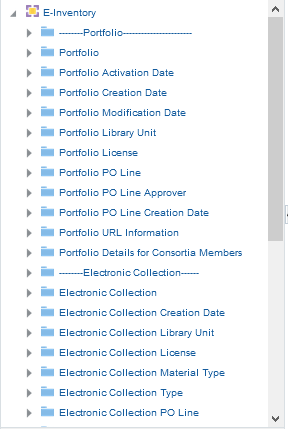 E-Inventory
--------Portfolio-----------------------
Portfolio
Portfolio Activation Date
Portfolio Creation Date
Portfolio Modification Date
Portfolio Library Unit
Portfolio License
Portfolio PO Line
Portfolio PO Line Approver
Portfolio PO Line Creation Date
Portfolio URL Information
Portfolio Details for Consortia Members
--------Electronic Collection------
Electronic Collection
Electronic Collection Creation Date
Electronic Collection Library Unit
Electronic Collection License
Electronic Collection Material Type
Electronic Collection Type
Electronic Collection PO Line